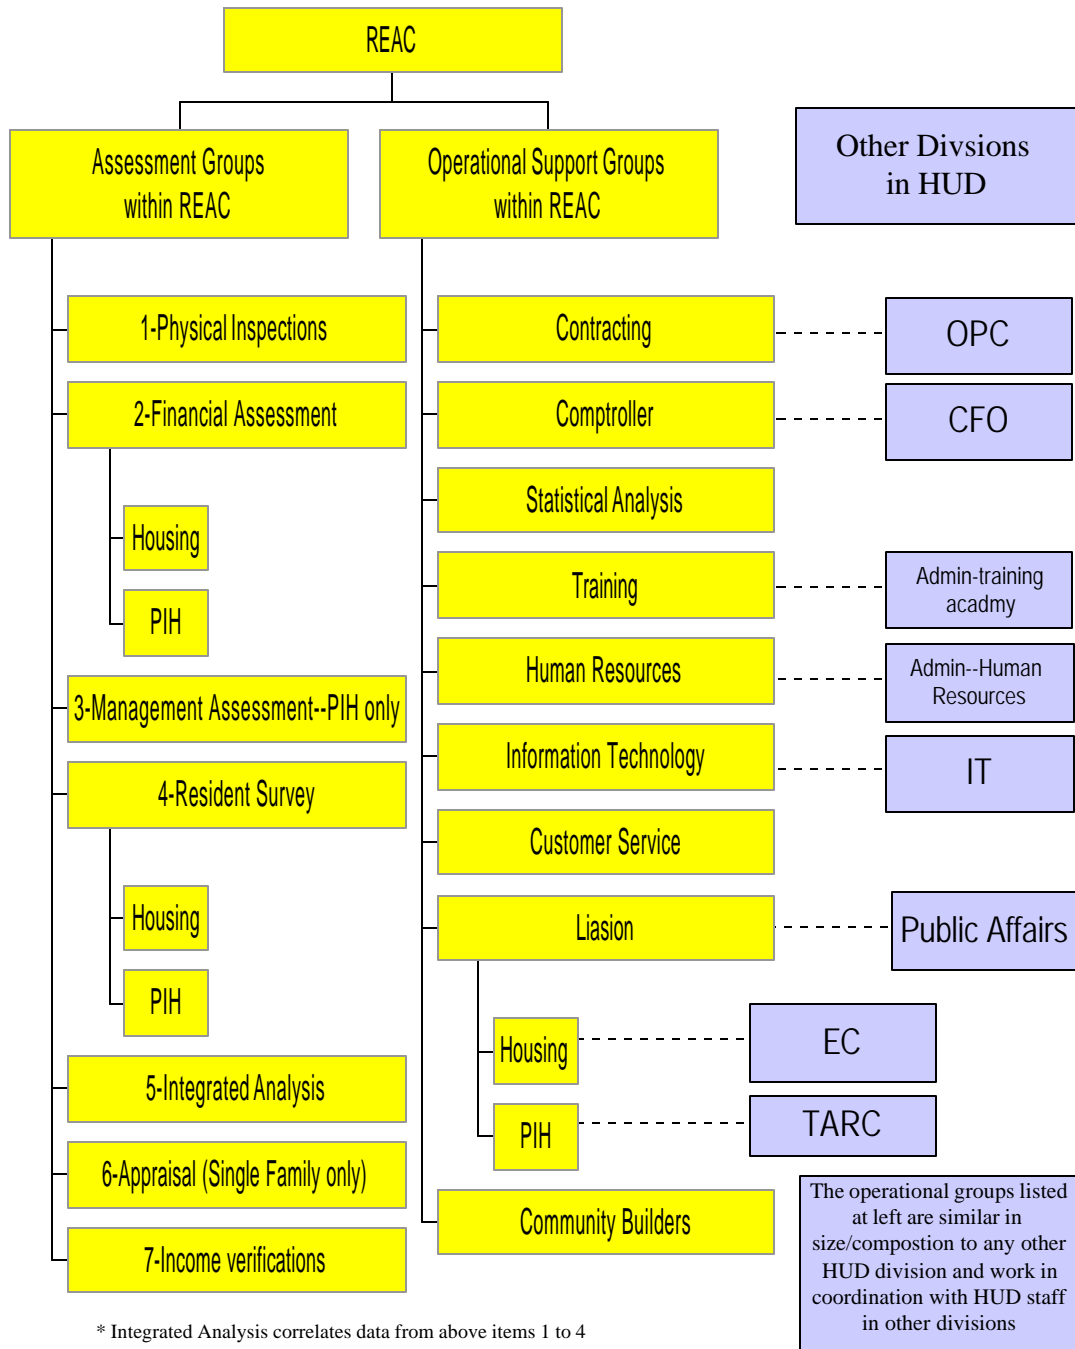 REAC
Assessment Groups
within REAC
Operational Support Groups
within REAC
Other Divsions
in HUD
1-Physical Inspections
2-Financial Assessment
Housing
PIH
3-Management Assessment--PIH only
4-Resident Survey
Housing
PIH
5-Integrated Analysis
6-Appraisal (Single Family only)
7-Income verifications
Contracting
Comptroller
Statistical Analysis
Training
Human Resources
Information Technology
Customer Service
Liasion
Housing
PIH
Community Builders
OPC
CFO
Admin-training
acadmy
Admin--Human
Resources
IT
Public Affairs
EC
TARC
The operational groups listed
at left are similar in
size/compostion to any other
HUD division and work in
coordination with HUD staff
in other divisions
* Integrated Analysis correlates data from above items 1 to 4